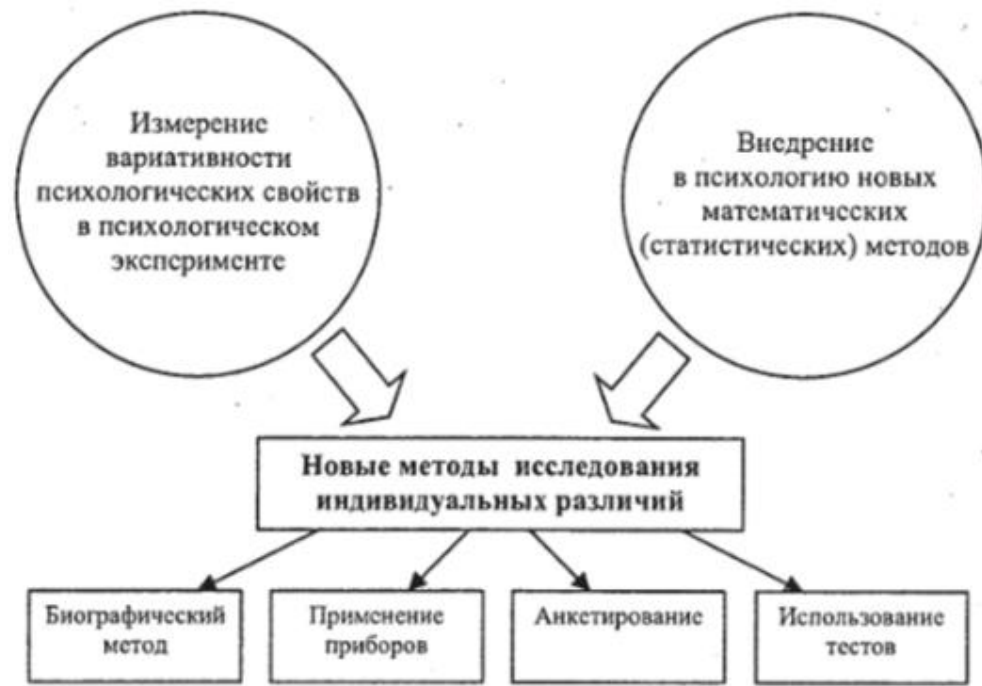 Измерение
вариативности
психологических свойств
в психологическом
эксперименте
Внедрение
в психологию новых
математических
(статистических) методов
Новые методы исследования
индивидуальных различий
Биографический
метод
Применение
приборов
Анкетирование
Использование
тестов